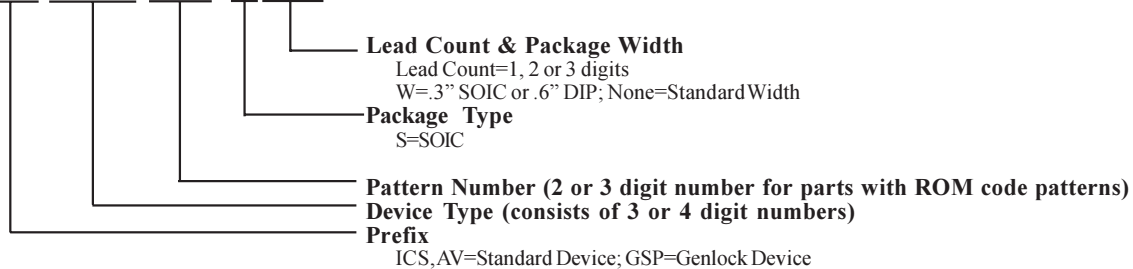 Lead Count & Package Width
Lead Count=1, 2 or 3 digits
W=.3” SOIC or .6” DIP; None=Standard Width
Package Type
S=SOIC
Pattern Number (2 or 3 digit number for parts with ROM code patterns)
Device Type (consists of 3 or 4 digit numbers)
Prefix
ICS, AV=Standard Device; GSP=Genlock Device